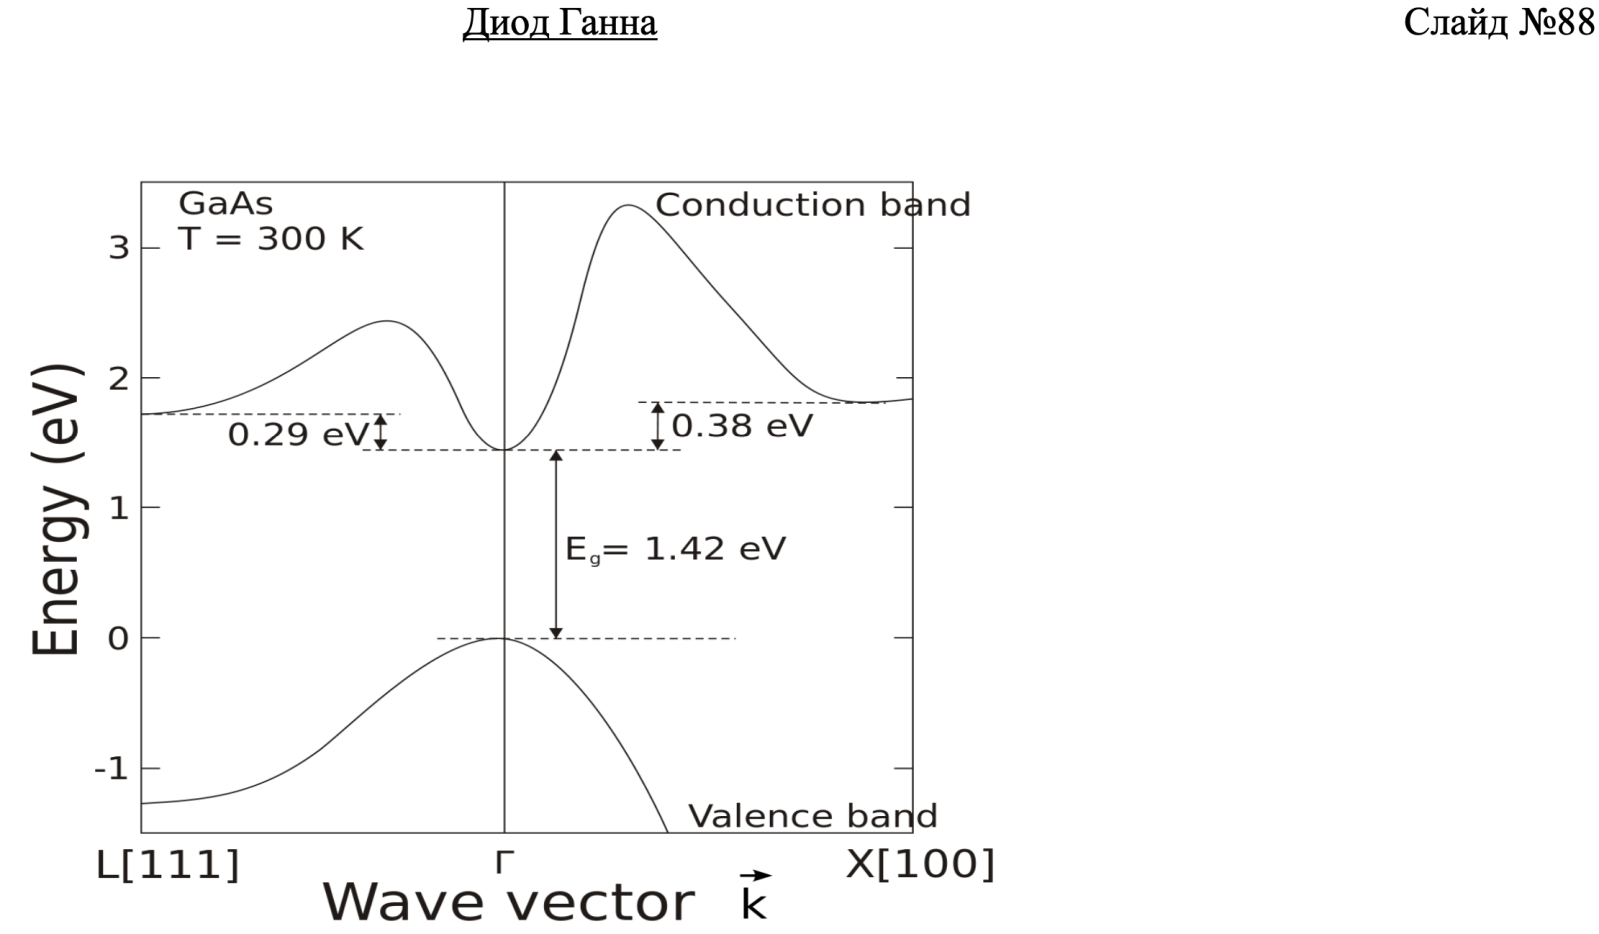 Диод Ганна
Слайд №88
GaAs
T = 300 K
Conduction band
3
2
1
0
-1
Energy (eV)
0.29 eV
0.38 eV
Eg= 1.42 eV
Valence band
L[111]
Γ
X[100]
Wave vector k